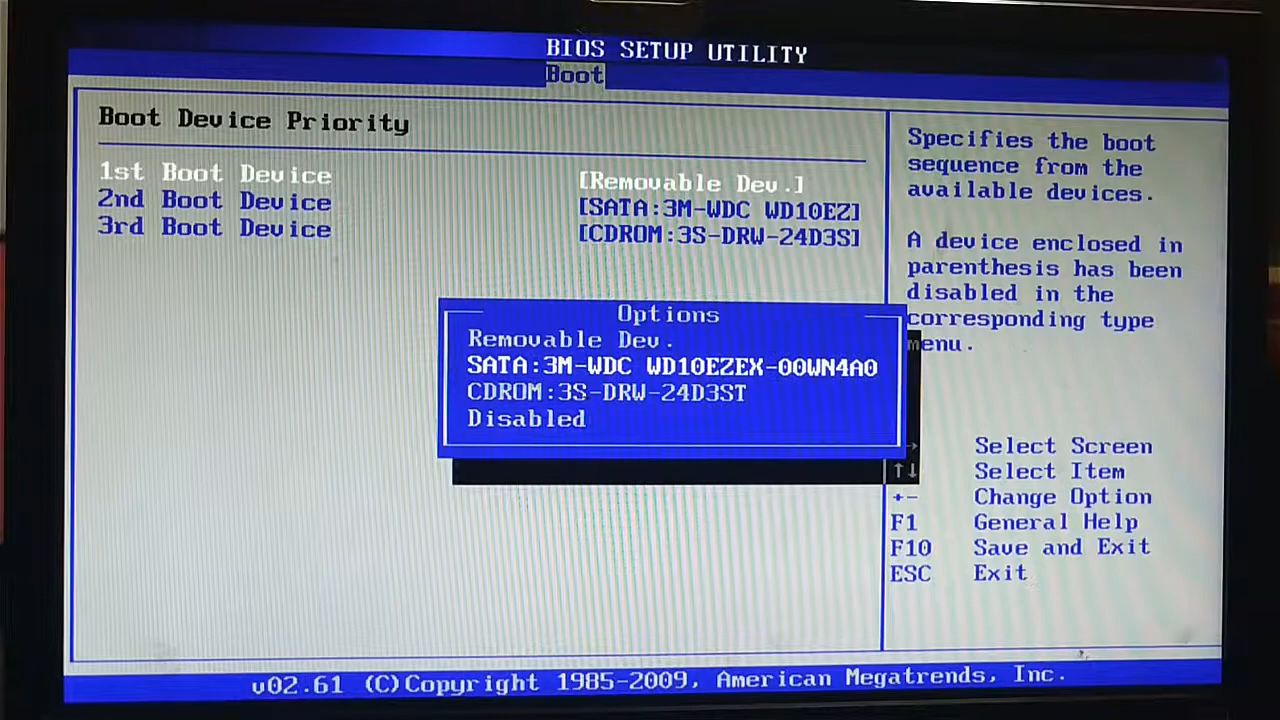 BIOS SETUP UTILITY
Boot
Boot Device Priority
1st Boot Device [Removable Dev.]
2nd Boot Device [SATA:3M-WDC WD10EZ]
3rd Boot Device [CDROM:3S-DRW-24D3S]
Options
Removable Dev.
SATA:3M-WDC WD10EZEX-00WN4A0
CDROM:3S-DRW-24D3ST
Disabled
Specifies the boot
sequence from the
available devices.
A device enclosed in
parenthesis has been
disabled in the
corresponding type
menu.
→ Select Screen
↑↓ Select Item
+- Change Option
F1 General Help
F10 Save and Exit
ESC Exit
v02.61 (C)Copyright 1985-2009, American Megatrends, Inc.